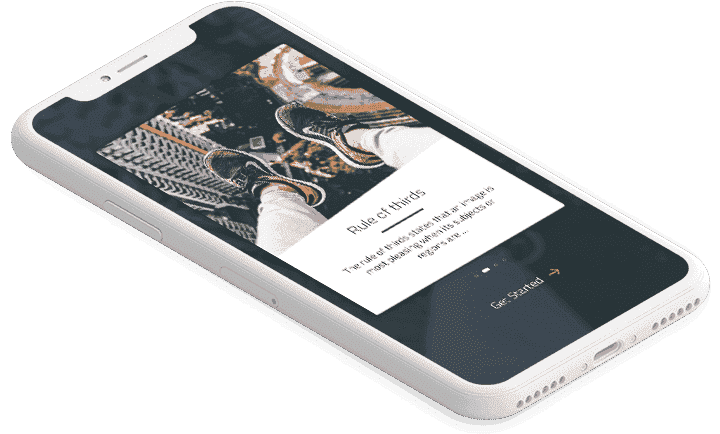 Rule of thirds
The rule of thirds states that an image is
most pleasing when its subjects or
regions are ...
Get Started